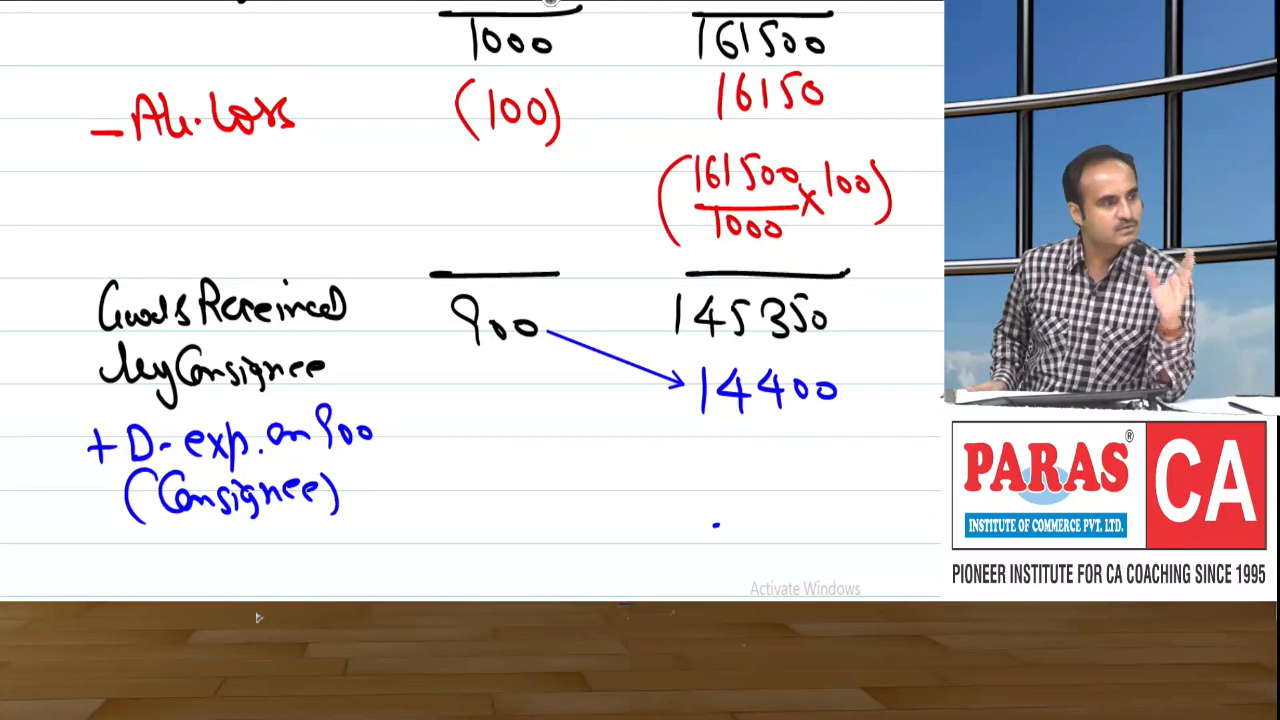 1000 161500
- Ab. Loss (100) 16150
(161500/1000 × 100)
Goods Received 900 145350
by Consignee 14400
+ D. exp. on 900
(Consignee)
Activate Windows
PARAS®
INSTITUTE OF COMMERCE PVT. LTD.
CA
PIONEER INSTITUTE FOR CA COACHING SINCE 1995